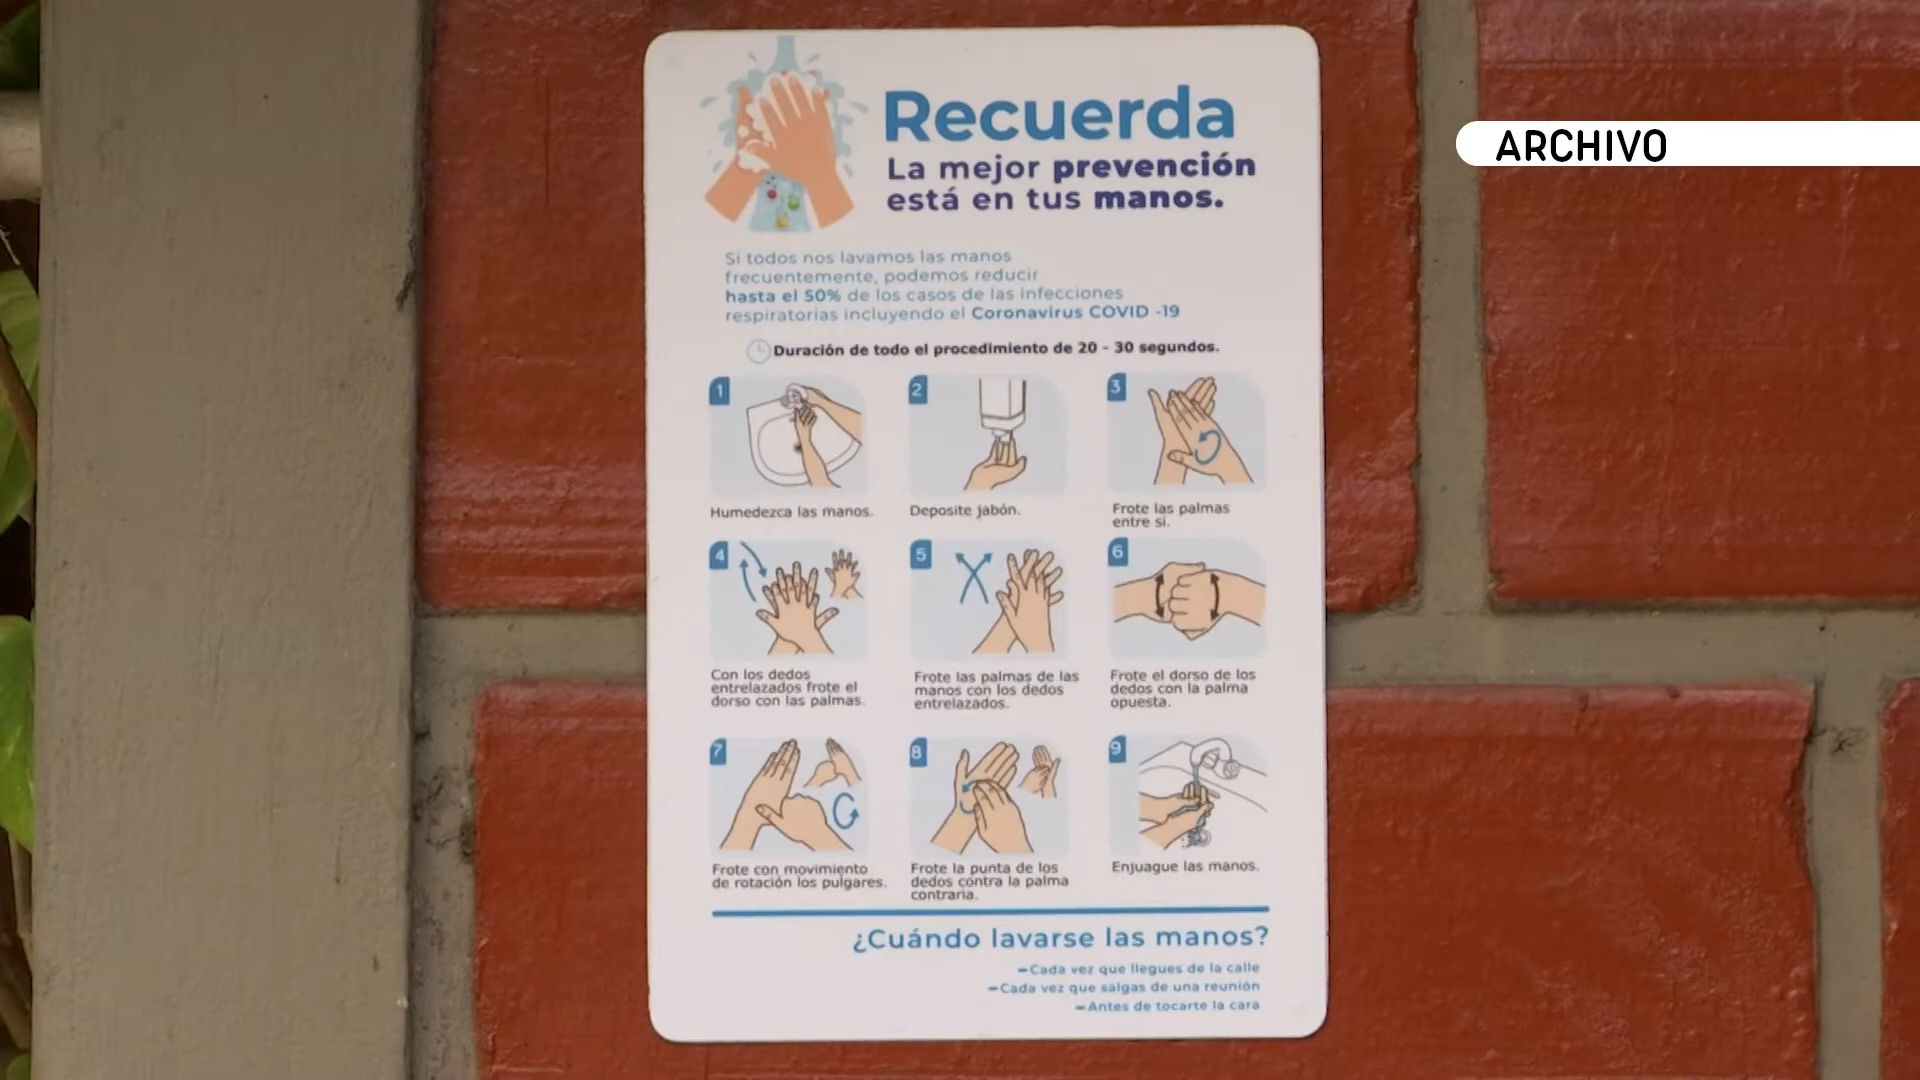 Recuerda
La mejor prevención
está en tus manos.
ARCHIVO
Si todos nos lavamos las manos
frecuentemente, podemos reducir
hasta el 50% de los casos de las infecciones
respiratorias incluyendo el Coronavirus COVID -19
Duración de todo el procedimiento de 20 - 30 segundos.
1
Humedezca las manos.
2
Deposite jabón.
3
Frote las palmas
entre si.
4
Con los dedos
entrelazados frote el
dorso con las palmas.
5
Frote las palmas de las
manos con los dedos
entrelazados.
6
Frote el dorso de los
dedos con la palma
opuesta.
7
Frote con movimiento
de rotación los pulgares.
8
Frote la punta de los
dedos contra la palma
contraria.
9
Enjuague las manos.
¿Cuándo lavarse las manos?
-Cada vez que llegues de la calle
-Cada vez que salgas de una reunión
-Antes de tocarte la cara